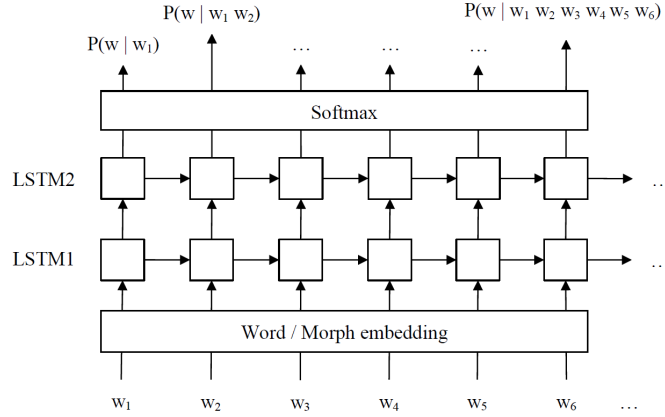 P(w | w₁ w₂) P(w | w₁ w₂ w₃ w₄ w₅ w₆)
P(w | w₁) ... ... ...
Softmax
LSTM2 ..
LSTM1 ..
Word / Morph embedding
w₁ w₂ w₃ w₄ w₅ w₆ ...